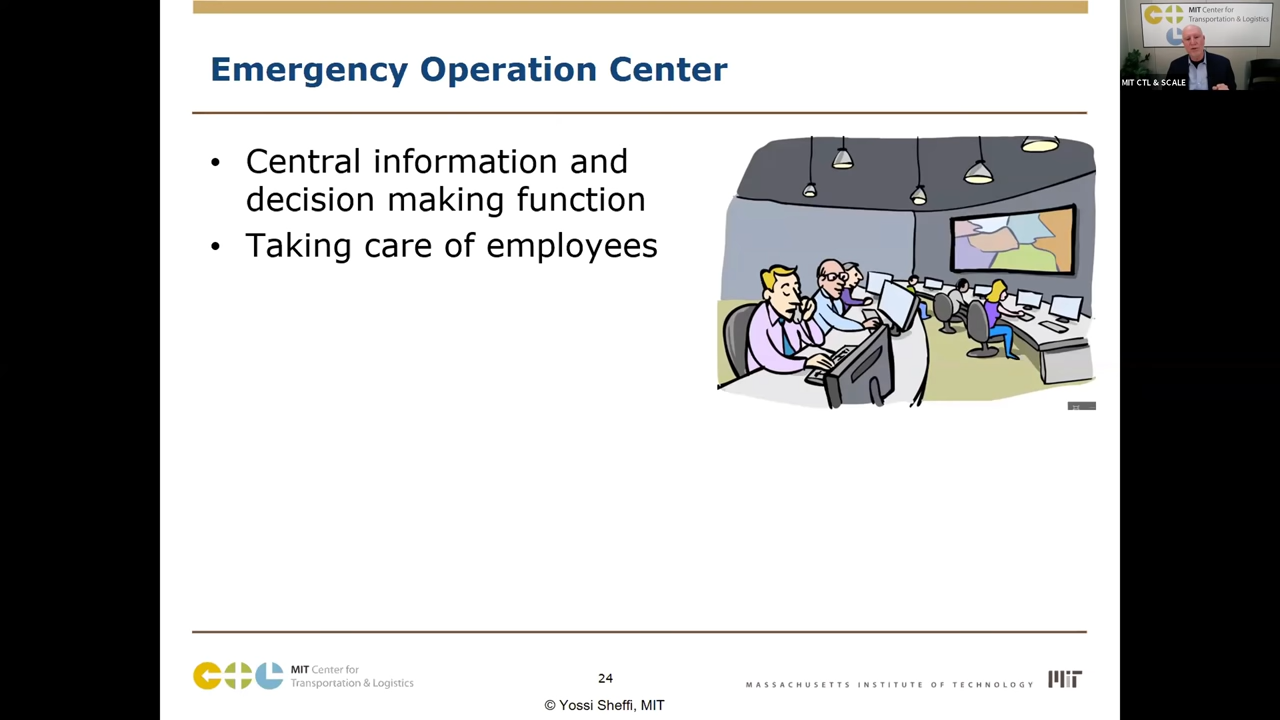 Emergency Operation Center
• Central information and
decision making function
• Taking care of employees
MIT Center for
Transportation & Logistics
MIT CTL & SCALE
MIT Center for
Transportation & Logistics
24
© Yossi Sheffi, MIT
MASSACHUSETTS INSTITUTE OF TECHNOLOGY
MIT